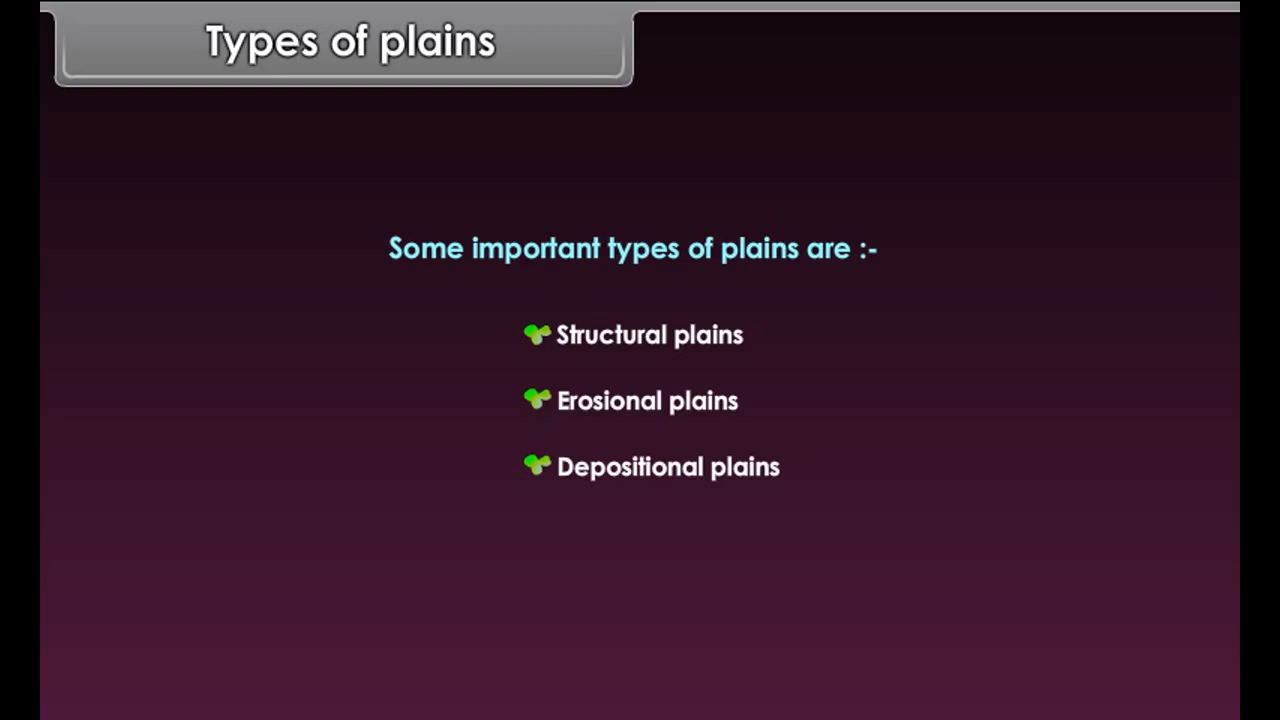 Types of plains
Some important types of plains are :-
Structural plains
Erosional plains
Depositional plains